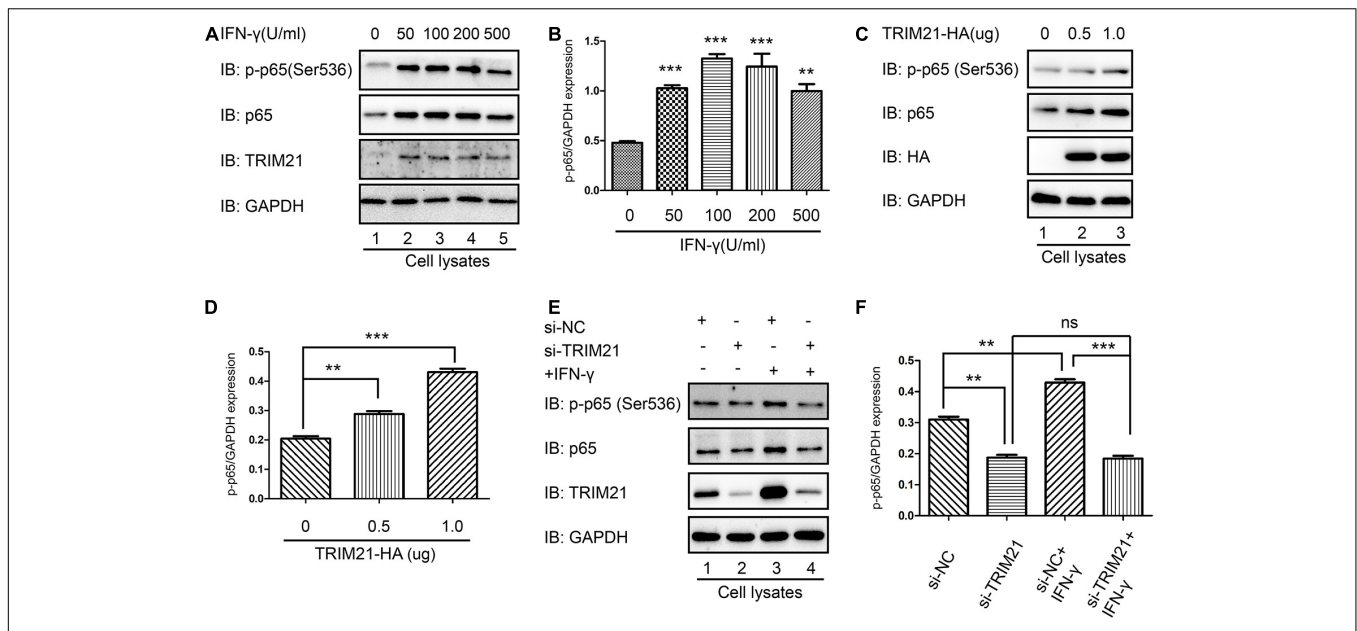 A IFN-γ(U/ml) 0 50 100 200 500
IB: p-p65(Ser536)
IB: p65
IB: TRIM21
IB: GAPDH
1 2 3 4 5
Cell lysates
B
p-p65/GAPDH expression
1.5
1.0
0.5
0.0
*** *** *** **
0 50 100 200 500
IFN-γ(U/ml)
C TRIM21-HA(ug) 0 0.5 1.0
IB: p-p65 (Ser536)
IB: p65
IB: HA
IB: GAPDH
1 2 3
Cell lysates
D
p-p65/GAPDH expression
0.5
0.4
0.3
0.2
0.1
0.0
***
**
0 0.5 1.0
TRIM21-HA (ug)
E
si-NC + - + -
si-TRIM21 - + - +
+IFN-γ - - + +
IB: p-p65 (Ser536)
IB: p65
IB: TRIM21
IB: GAPDH
1 2 3 4
Cell lysates
F
p-p65/GAPDH expression
0.5
0.4
0.3
0.2
0.1
0.0
ns
** ***
**
si-NC
si-TRIM21
si-NC+
IFN-γ
si-TRIM21+
IFN-γ